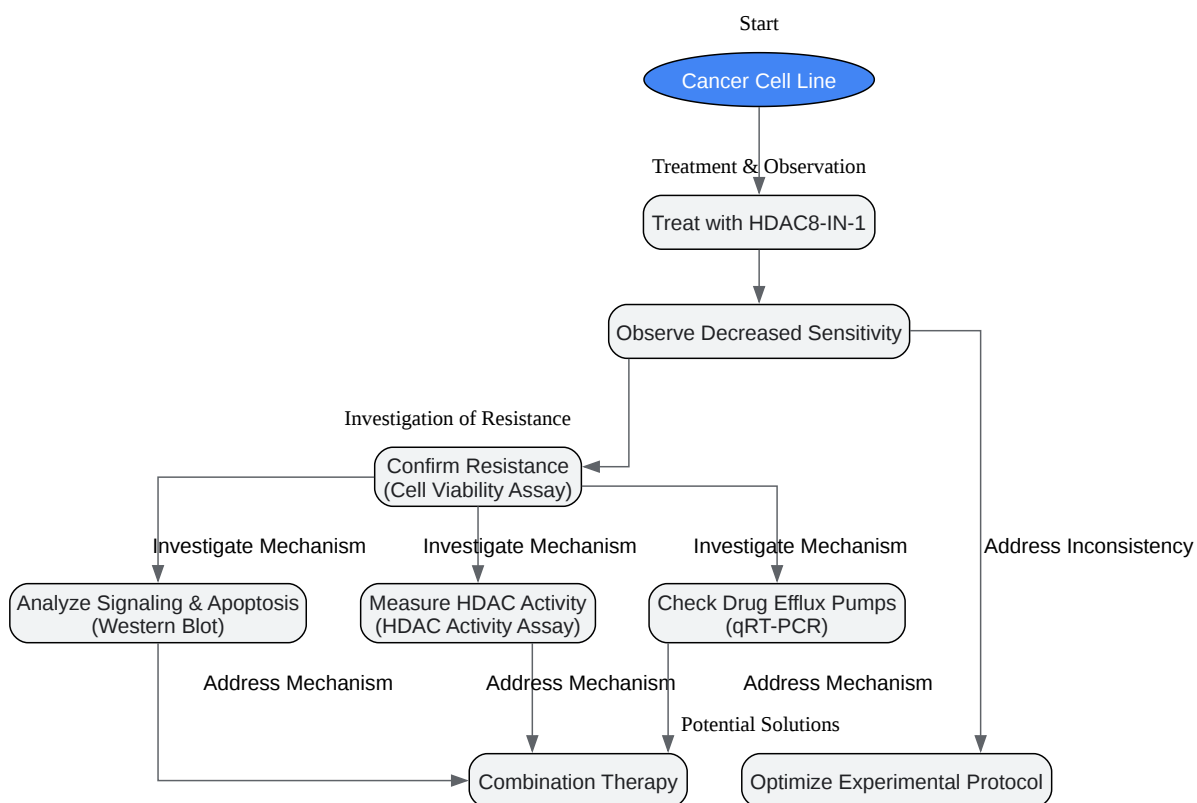 Start
Cancer Cell Line
Treatment & Observation
Treat with HDAC8-IN-1
Observe Decreased Sensitivity
Investigation of Resistance
Confirm Resistance
(Cell Viability Assay)
Investigate Mechanism
Investigate Mechanism
Investigate Mechanism
Address Inconsistency
Analyze Signaling & Apoptosis
(Western Blot)
Measure HDAC Activity
(HDAC Activity Assay)
Check Drug Efflux Pumps
(qRT-PCR)
Address Mechanism
Address Mechanism
Address Mechanism
Potential Solutions
Combination Therapy
Optimize Experimental Protocol